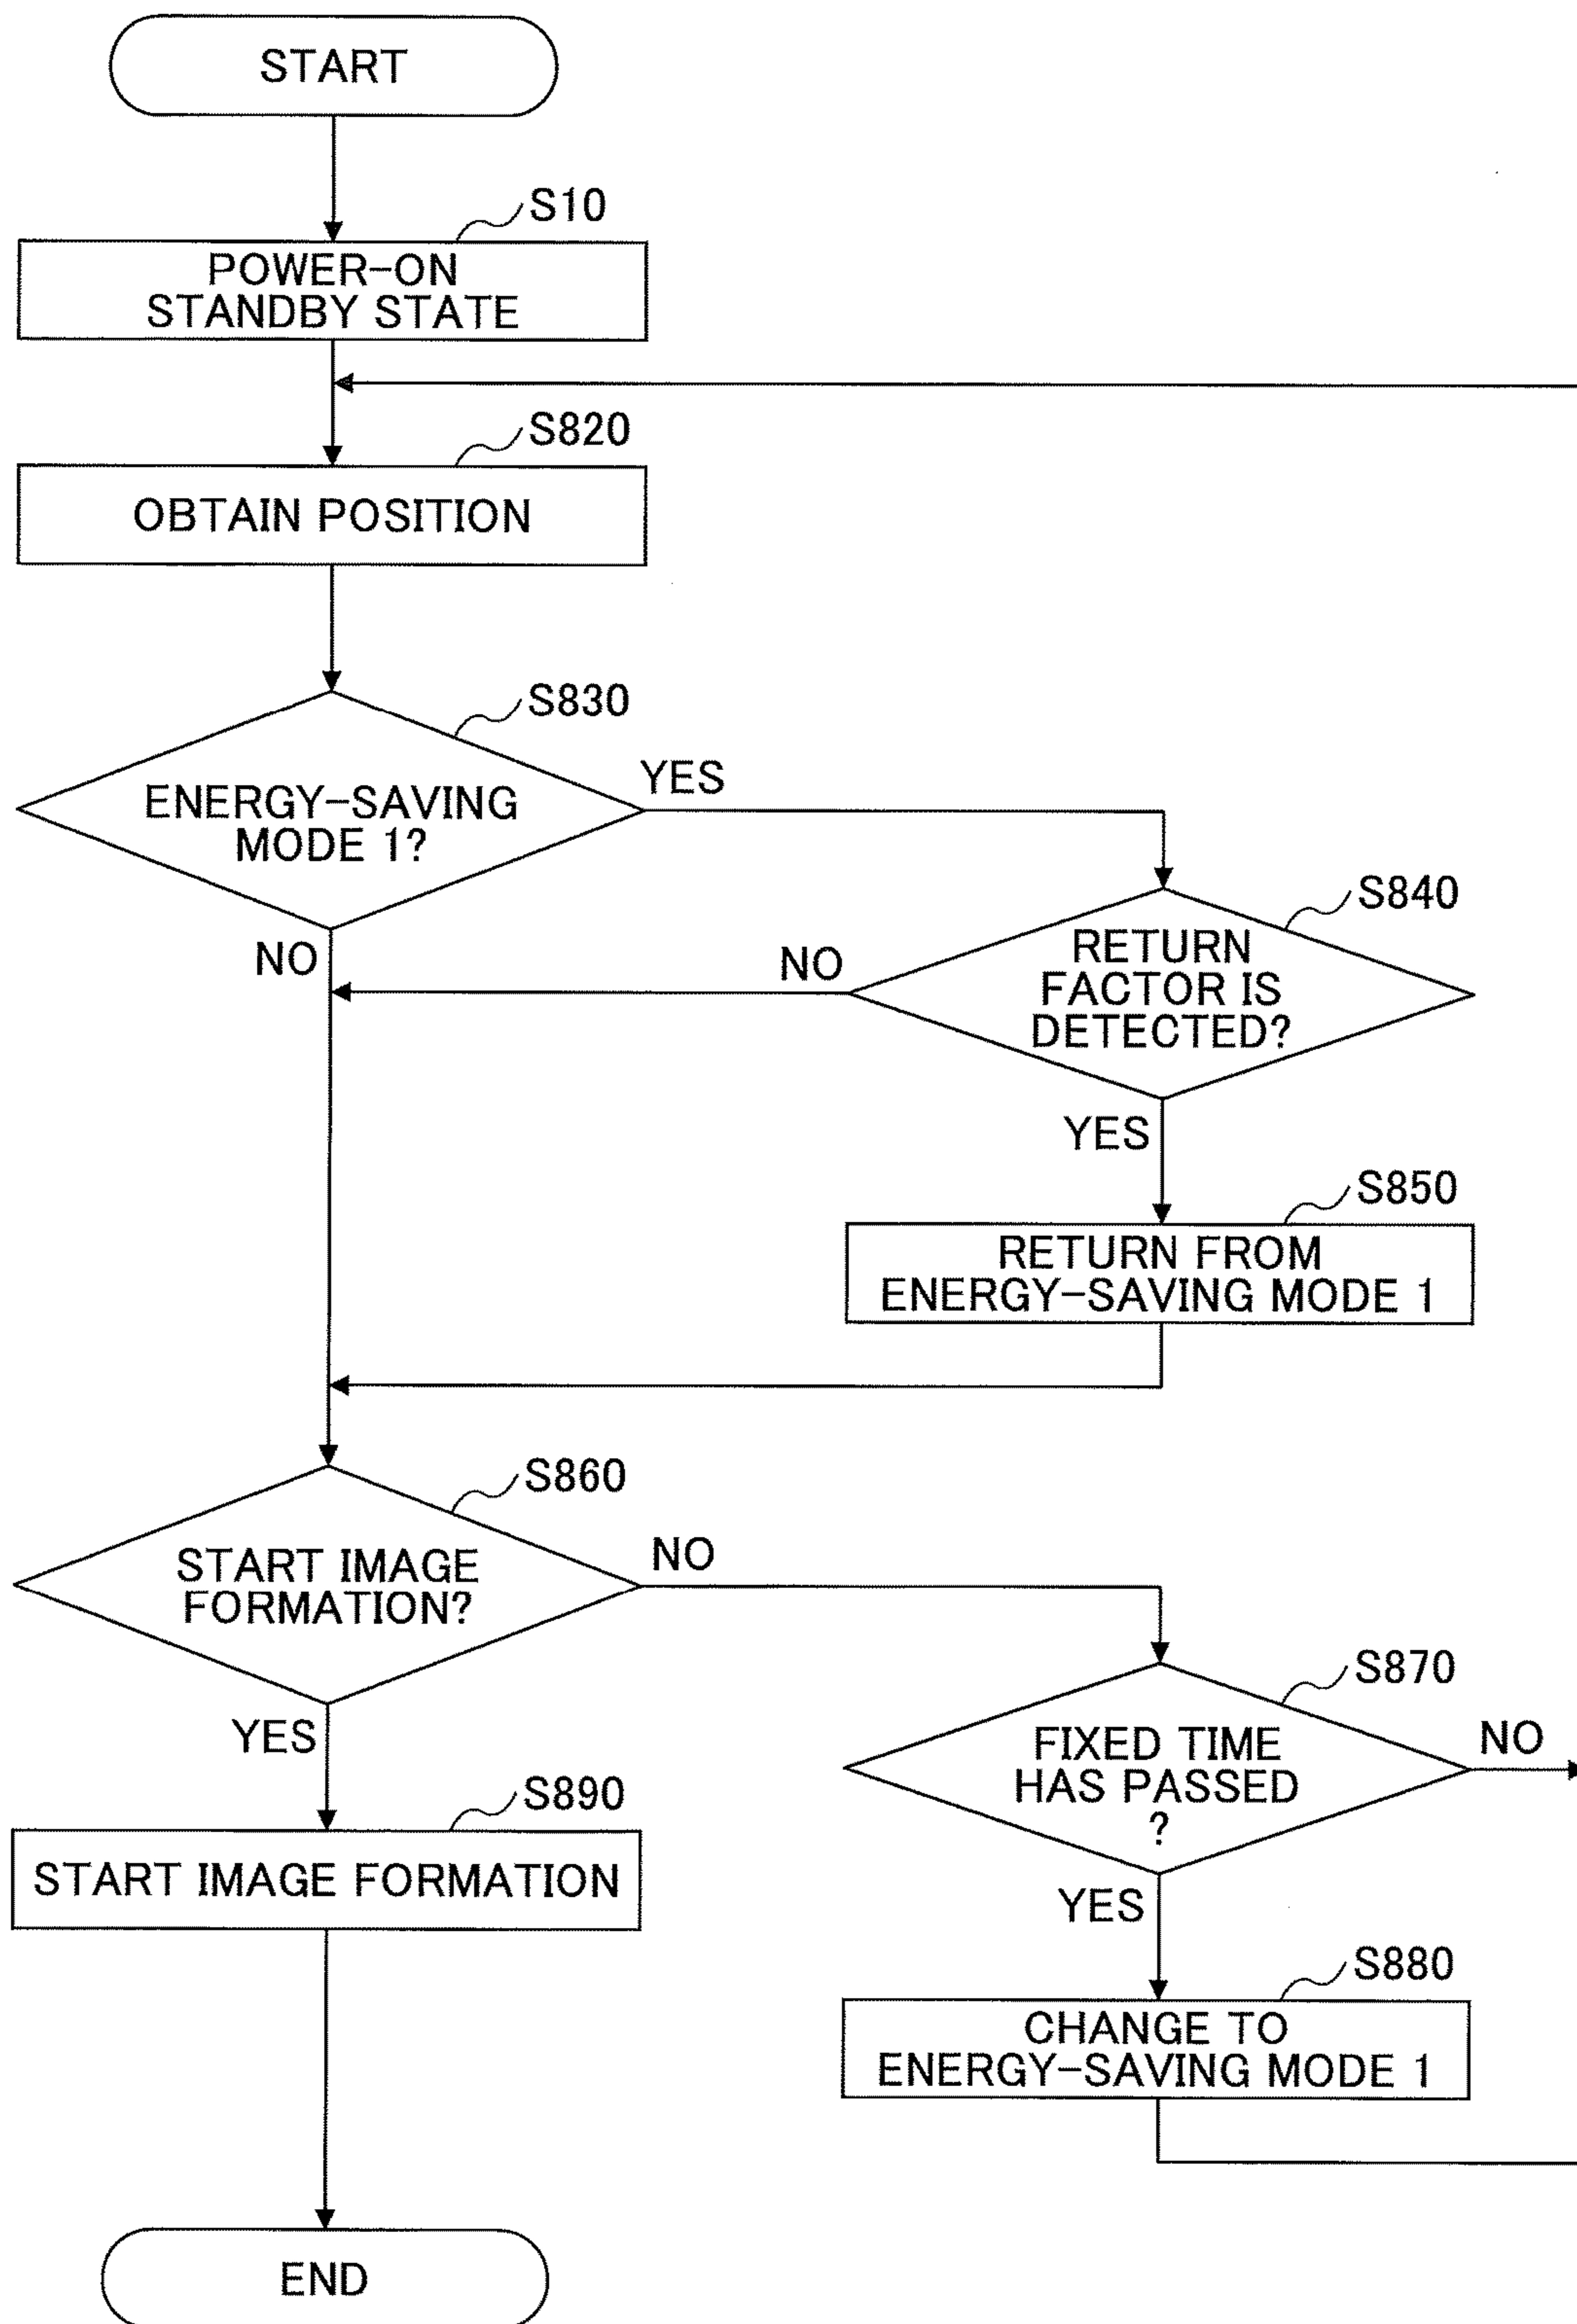 START
S10
POWER-ON
STANDBY STATE
S820
OBTAIN POSITION
S830
ENERGY-SAVING
MODE 1?
YES
NO
S840
RETURN
FACTOR IS
DETECTED?
NO
YES
S850
RETURN FROM
ENERGY-SAVING MODE 1
S860
START IMAGE
FORMATION?
NO
YES
S870
FIXED TIME
HAS PASSED
?
NO
YES
S890
START IMAGE FORMATION
S880
CHANGE TO
ENERGY-SAVING MODE 1
END